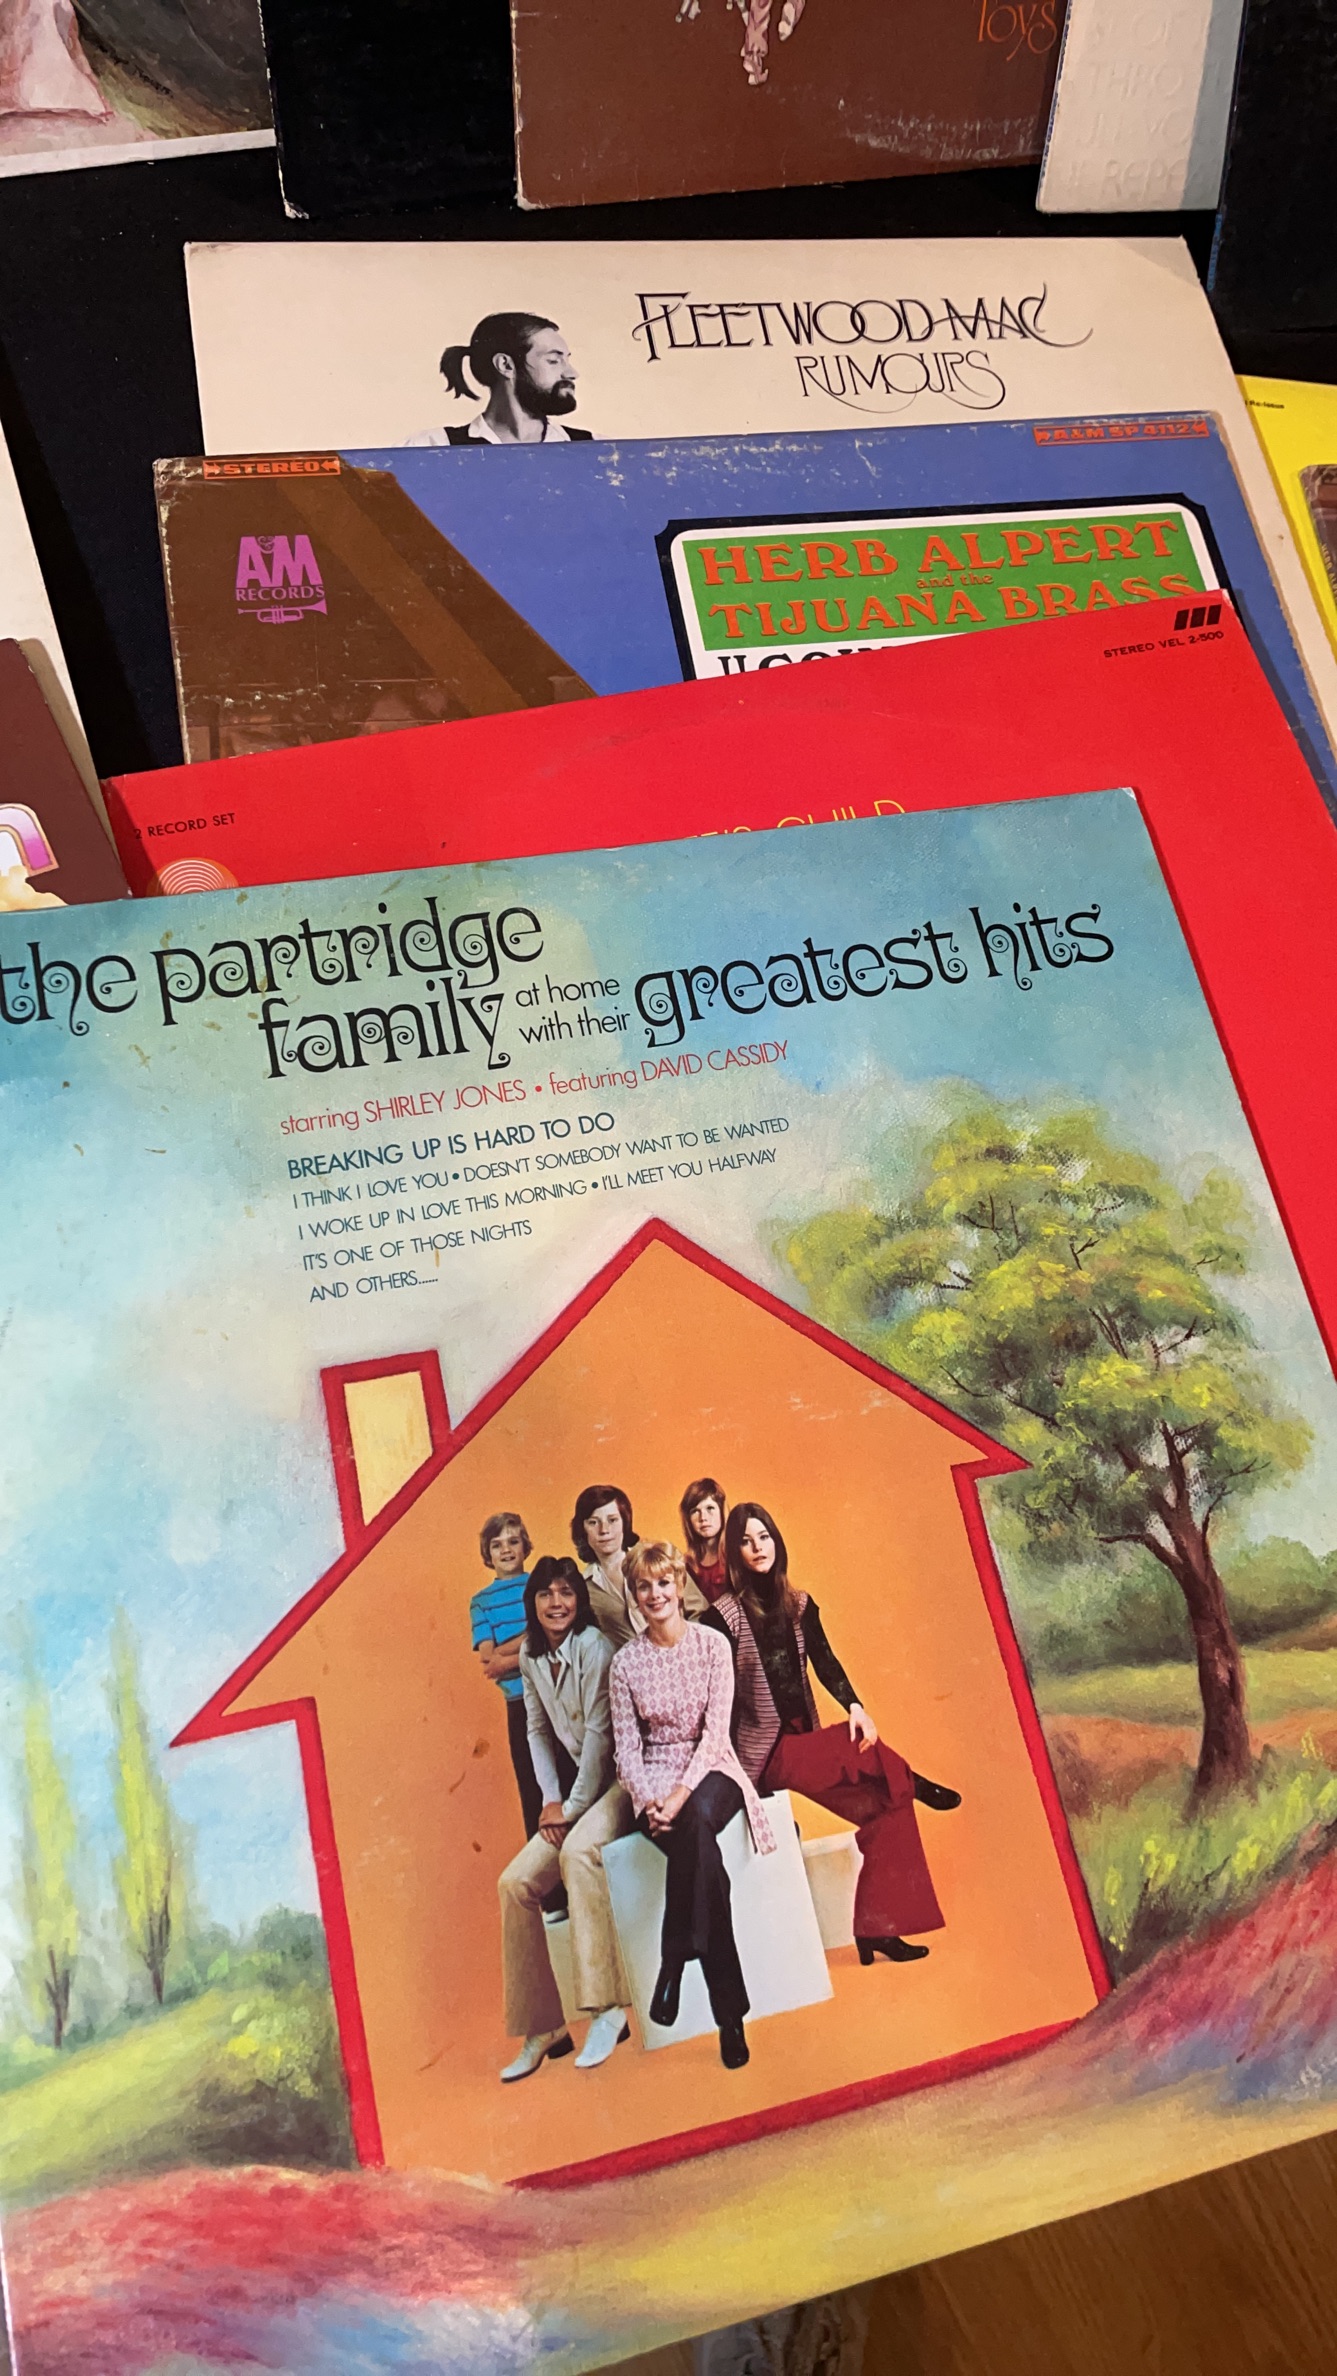 Toys
THRO
REPEA
FLEETWOOD MAC
RUMOURS
STEREO
A&M SP 4112
A&M
RECORDS
HERB ALPERT
and the
TIJUANA BRASS
STEREO VEL 2-500
2 RECORD SET
CHILD
the partridge
family at home
with their greatest hits
starring SHIRLEY JONES • featuring DAVID CASSIDY
BREAKING UP IS HARD TO DO
I THINK I LOVE YOU • DOESN'T SOMEBODY WANT TO BE WANTED
I WOKE UP IN LOVE THIS MORNING • I'LL MEET YOU HALFWAY
IT'S ONE OF THOSE NIGHTS
AND OTHERS......